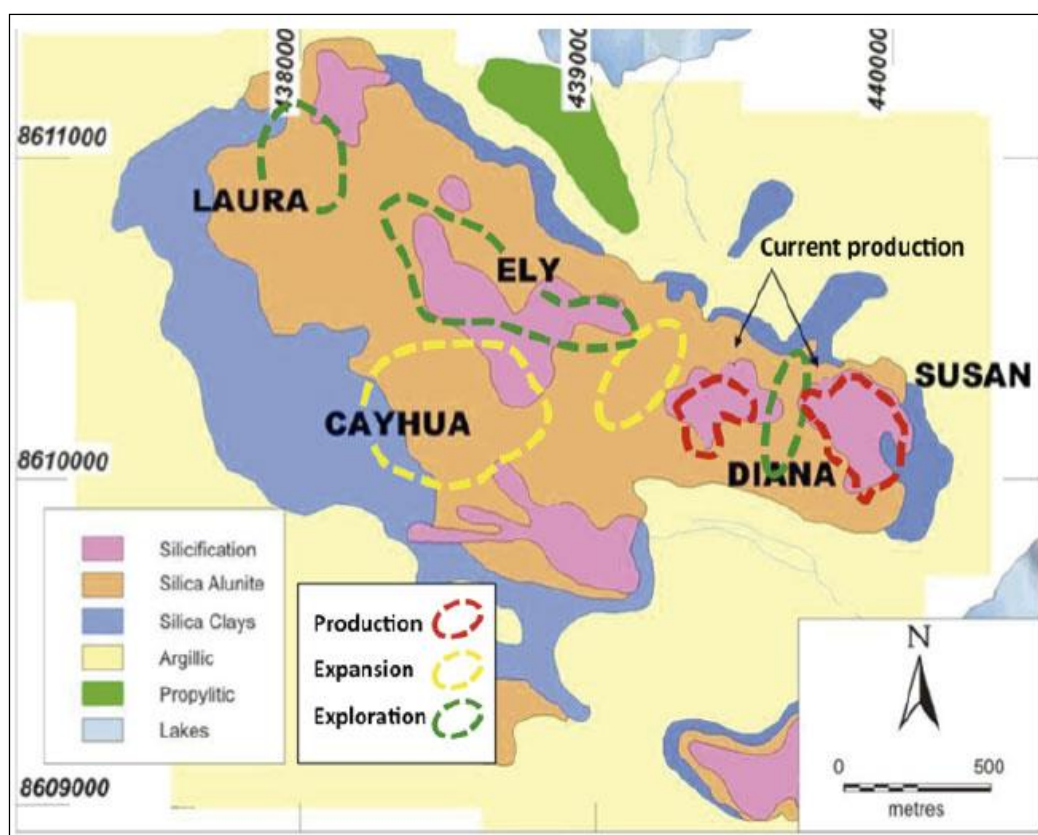 438000
439000
440000
8611000
LAURA
ELY
Current production
SUSAN
CAYHUA
8610000
DIANA
Silicification
Silica Alunite
Silica Clays
Argillic
Propylitic
Lakes
Production
Expansion
Exploration
N
0 500
metres
8609000